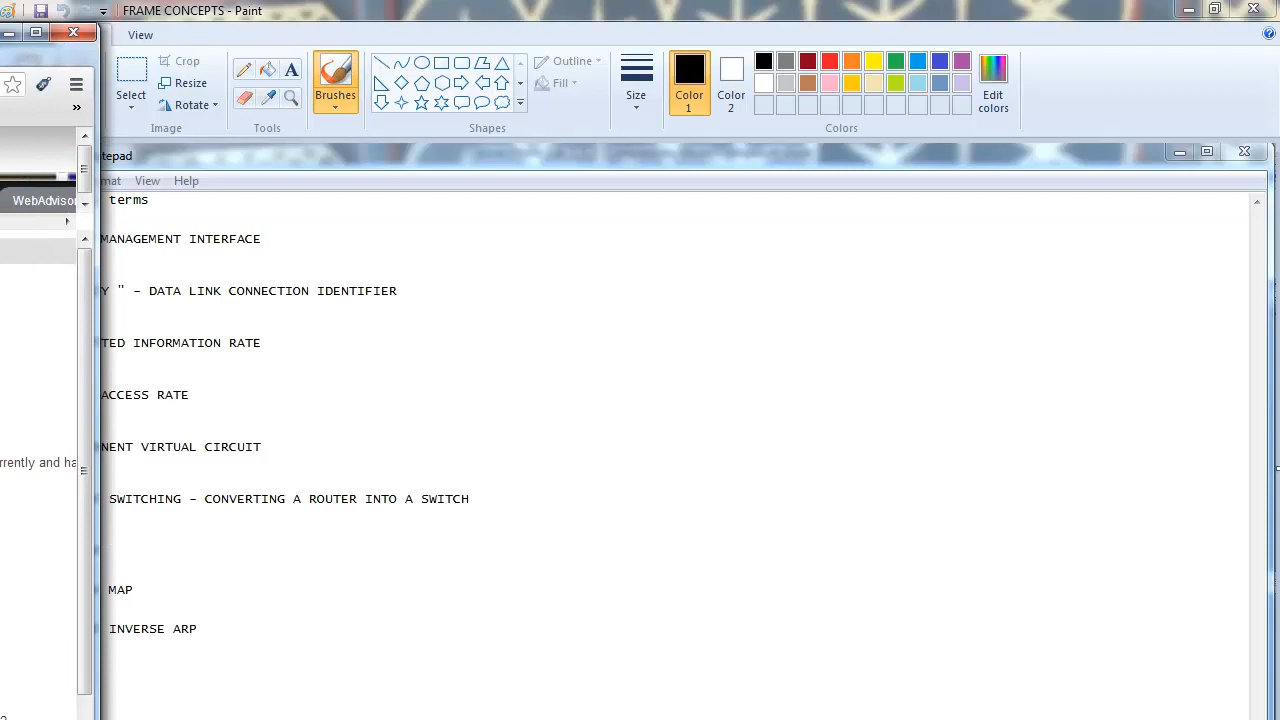 FRAME CONCEPTS - Paint
View
Crop
Resize
Rotate
Select
Image
Tools
Brushes
Shapes
Outline
Fill
Size
Color 1
Color 2
Edit colors
Colors
tepad
mat View Help
WebAdvisor
terms
MANAGEMENT INTERFACE
Y " - DATA LINK CONNECTION IDENTIFIER
TED INFORMATION RATE
ACCESS RATE
NENT VIRTUAL CIRCUIT
rrently and ha
SWITCHING - CONVERTING A ROUTER INTO A SWITCH
MAP
INVERSE ARP